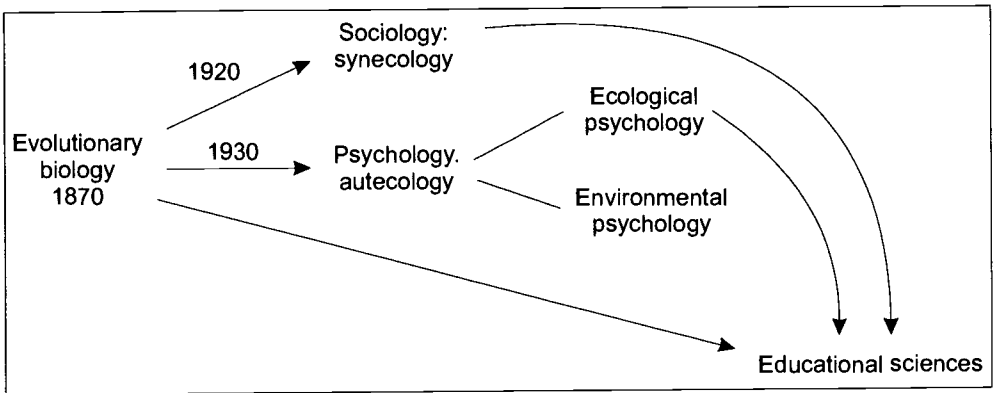 Sociology:
synecology
1920
Ecological
psychology
Evolutionary
biology
1870
1930
Psychology.
autecology
Environmental
psychology
Educational sciences